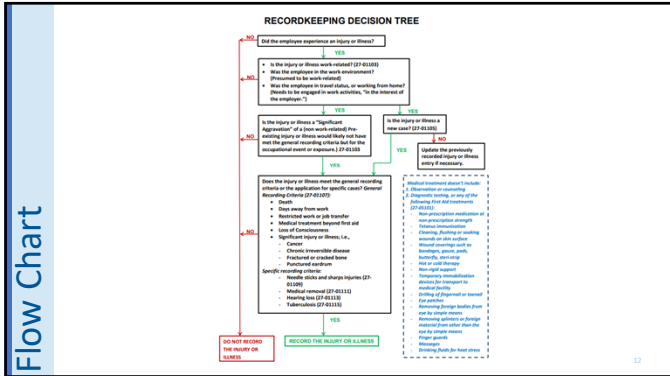 RECORDKEEPING DECISION TREE
Did the employee experience an injury or illness?
NO
YES
• Is the injury or illness work-related? (27-01103)
• Was the employee in the work environment?
(Presumed to be work-related)
• Was the employee in travel status, or working from home?
(Needs to be engaged in work activities, "in the interest of
the employer.")
NO
YES
YES
Is the injury or illness a "Significant
Aggravation" of a (non work-related) Pre-
existing injury or illness would likely not have
met the general recording criteria but for the
occupational event or exposure.) 27-01103
Is the injury or illness a
new case? (27-01105)
NO
YES
NO
Update the previously
recorded injury or illness
entry if necessary.
YES
Does the injury or illness meet the general recording
criteria or the application for specific cases? General
Recording Criteria (27-01107):
• Death
• Days away from work
• Restricted work or job transfer
• Medical treatment beyond first aid
• Loss of Consciousness
• Significant injury or illness; i.e.,
- Cancer
- Chronic irreversible disease
- Fractured or cracked bone
- Punctured eardrum
Specific recording criteria:
- Needle sticks and sharps injuries (27-
01109)
- Medical removal (27-01111)
- Hearing loss (27-01113)
- Tuberculosis (27-01115)
NO
YES
Medical treatment doesn't include:
1. Observation or counseling
2. Diagnostic testing, or any of the
following First Aid treatments
(27-05101):
- Non-prescription medication at
non-prescription strength
- Tetanus immunization
- Cleaning, flushing or soaking
wounds on skin surface
- Wound coverings such as
bandages, gauze, pads,
butterfly, steri-strip
- Hot or cold therapy
- Non-rigid support
- Temporary immobilization
devices for transport to
medical facility
- Drilling of fingernail or toenail
- Eye patches
- Removing foreign bodies from
eye by simple means
- Removing splinters or foreign
material from other than the
eye by simple means
- Finger guards
- Massages
- Drinking fluids for heat stress
DO NOT RECORD
THE INJURY OR
ILLNESS
RECORD THE INJURY OR ILLNESS
Flow Chart
12